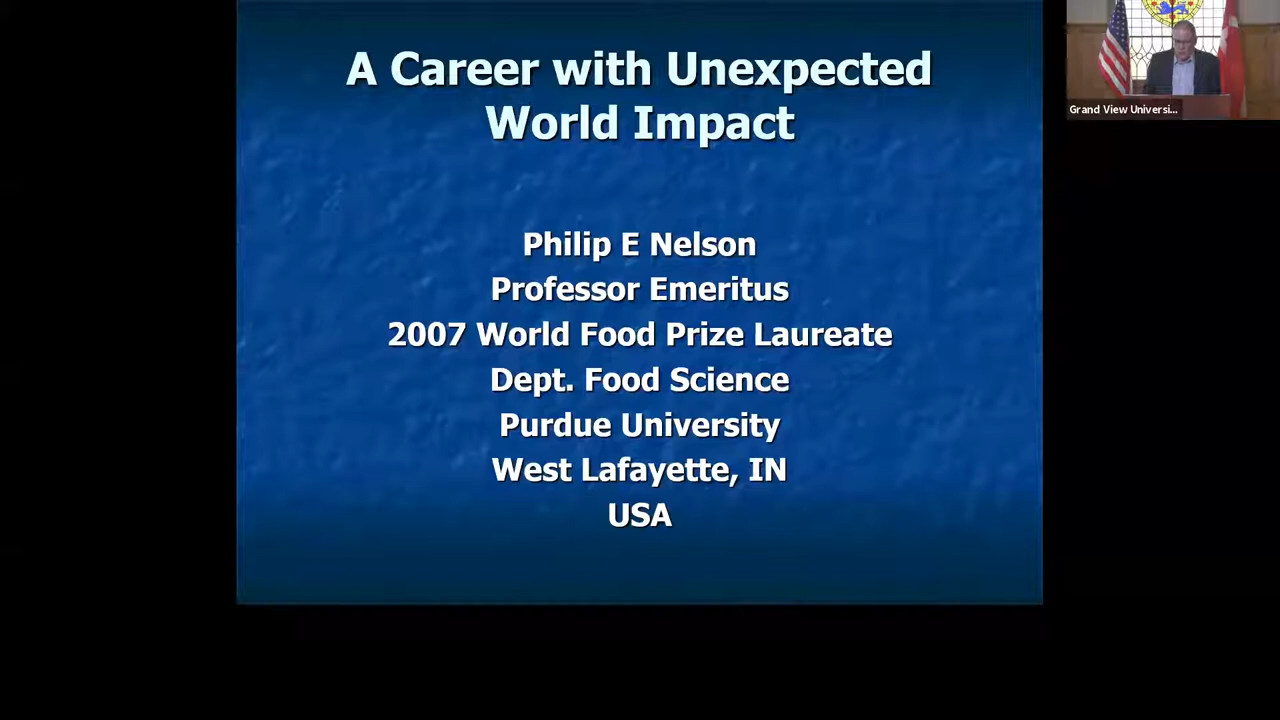 A Career with Unexpected
World Impact
Philip E Nelson
Professor Emeritus
2007 World Food Prize Laureate
Dept. Food Science
Purdue University
West Lafayette, IN
USA
Grand View Universi...